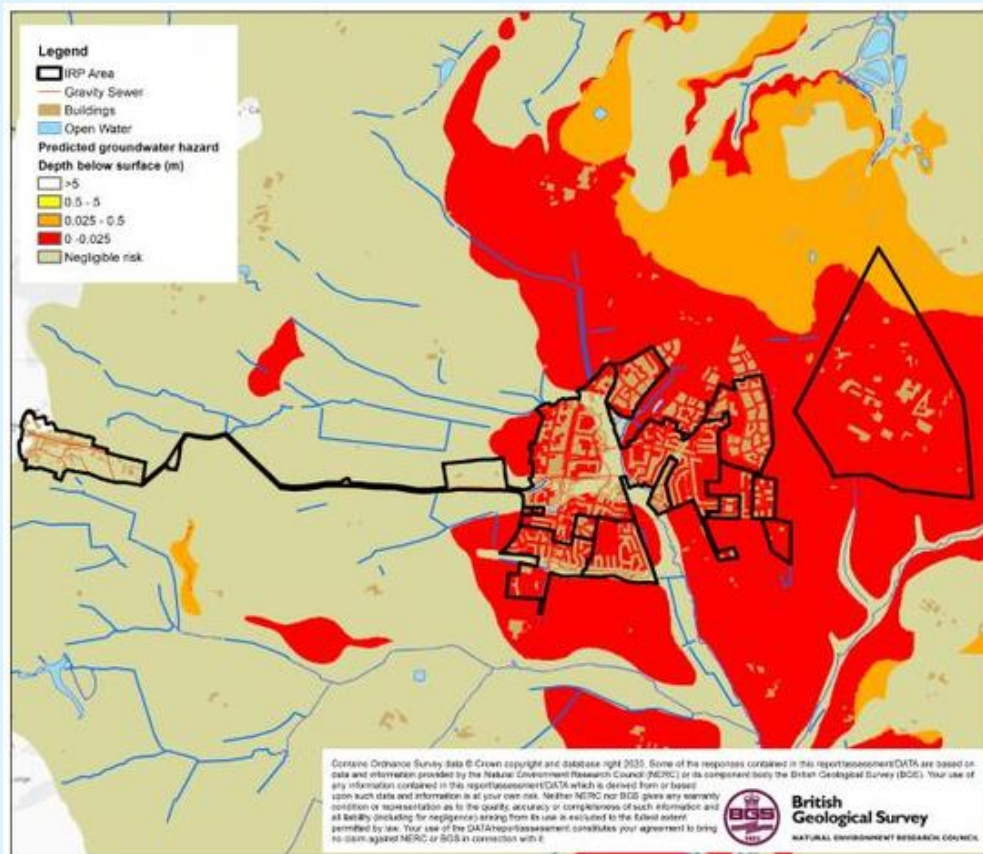 Legend
IRP Area
Gravity Sewer
Buildings
Open Water
Predicted groundwater hazard
Depth below surface (m)
>5
0.5 - 5
0.025 - 0.5
0 -0.025
Negligible risk
Contains Ordnance Survey data © Crown copyright and database right 2020. Some of the responses contained in this report/assessment/DATA are based on
data and information provided by the Natural Environment Research Council (NERC) or its component body the British Geological Survey (BGS). Your use of
any information contained in this report/assessment/DATA which is derived from or based
upon such data and information is at your own risk. Neither NERC nor BGS gives any warranty
condition or representation as to the quality, accuracy or completeness of such information and
all liability (including for negligence) arising from its use is excluded to the fullest extent
permitted by law. Your use of the DATA/report/assessment constitutes your agreement to bring
no claim against NERC or BGS in connection with it
BGS
British
Geological Survey
NATURAL ENVIRONMENT RESEARCH COUNCIL